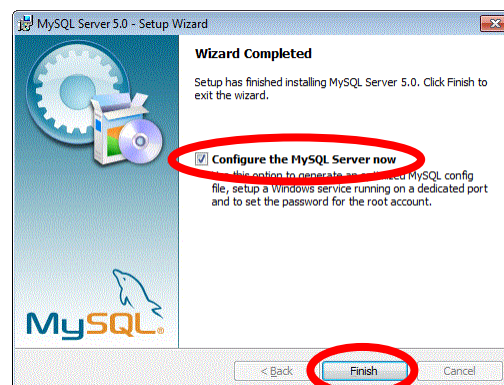 MySQL Server 5.0 - Setup Wizard
Wizard Completed
Setup has finished installing MySQL Server 5.0. Click Finish to
exit the wizard.
Configure the MySQL Server now
Use this option to generate an optimized MySQL config
file, setup a Windows service running on a dedicated port
and to set the password for the root account.
MySQL®
< Back Finish Cancel